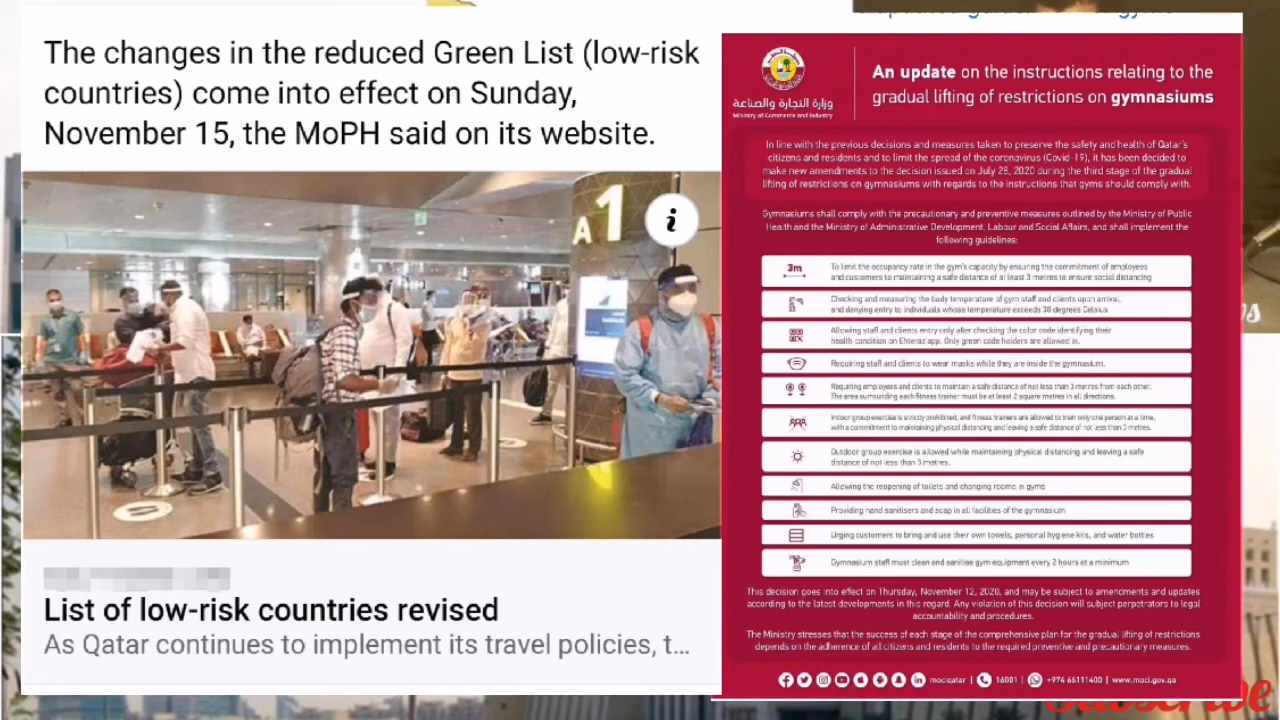 The changes in the reduced Green List (low-risk
countries) come into effect on Sunday,
November 15, the MoPH said on its website.
A1
i
List of low-risk countries revised
As Qatar continues to implement its travel policies, t...
وزارة التجارة والصناعة
Ministry of Commerce and Industry
An update on the instructions relating to the
gradual lifting of restrictions on gymnasiums
In line with the previous decisions and measures taken to preserve the safety and health of Qatar's
citizens and residents and to limit the spread of the coronavirus (Covid-19), it has been decided to
make new amendments to the decision issued on July 28, 2020 during the third stage of the gradual
lifting of restrictions on gymnasiums with regards to the instructions that gyms should comply with.
Gymnasiums shall comply with the precautionary and preventive measures outlined by the Ministry of Public
Health and the Ministry of Administrative Development, Labour and Social Affairs, and shall implement the
following guidelines:
3m
To limit the occupancy rate in the gym's capacity by ensuring the commitment of employees
and customers to maintaining a safe distance of at least 3 metres to ensure social distancing
Checking and measuring the body temperature of gym staff and clients upon arrival,
and denying entry to individuals whose temperature exceeds 38 degrees Celsius
Allowing staff and clients entry only after checking the color code identifying their
health condition on Ehteraz app. Only green code holders are allowed in.
Requiring staff and clients to wear masks while they are inside the gymnasium.
Requiring employees and clients to maintain a safe distance of not less than 3 metres from each other.
The area surrounding each fitness trainer must be at least 2 square metres in all directions.
Indoor group exercise is strictly prohibited, and fitness trainers are allowed to train only one person at a time,
with a commitment to maintaining physical distancing and leaving a safe distance of not less than 3 metres.
Outdoor group exercise is allowed while maintaining physical distancing and leaving a safe
distance of not less than 3 metres.
Allowing the reopening of toilets and changing rooms in gyms
Providing hand sanitisers and soap in all facilities of the gymnasium
Urging customers to bring and use their own towels, personal hygiene kits, and water bottles
Gymnasium staff must clean and sanitise gym equipment every 2 hours at a minimum
This decision goes into effect on Thursday, November 12, 2020, and may be subject to amendments and updates
according to the latest developments in this regard. Any violation of this decision will subject perpetrators to legal
accountability and procedures.
The Ministry stresses that the success of each stage of the comprehensive plan for the gradual lifting of restrictions
depends on the adherence of all citizens and residents to the required preventive and precautionary measures.
mociqatar | 16001 | +974 66111400 | www.moci.gov.qa
Subscribe